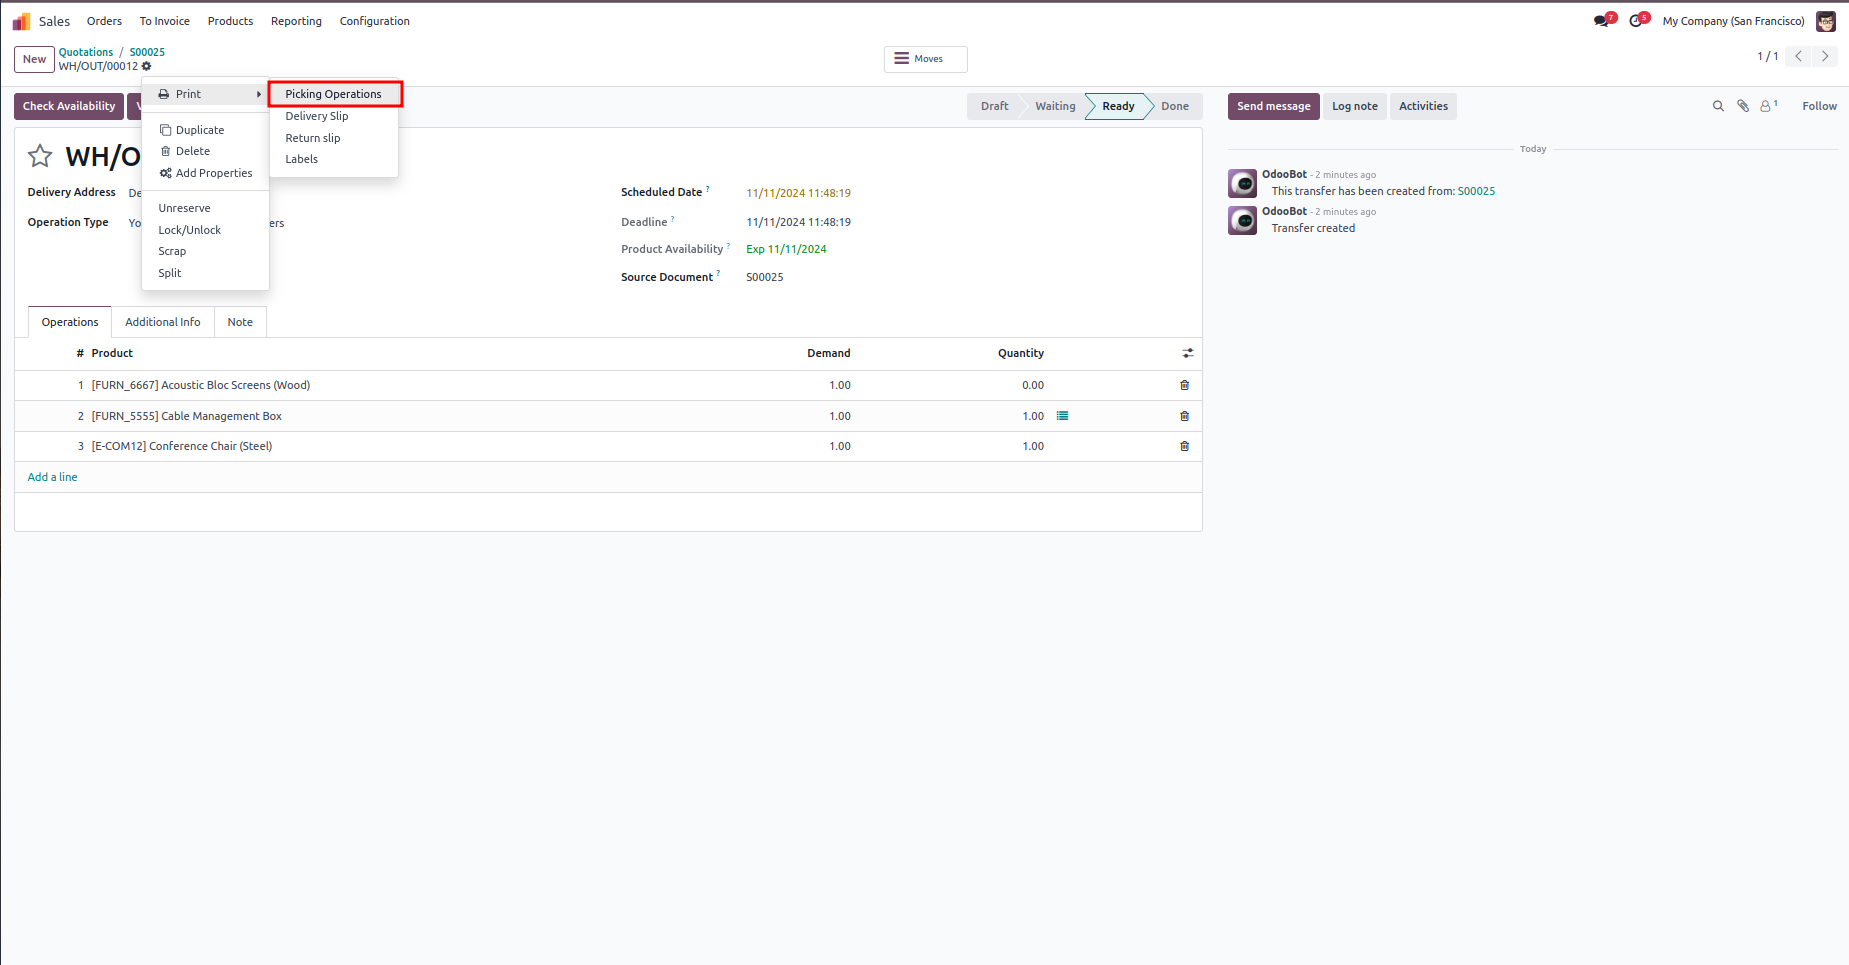 Sales Orders To Invoice Products Reporting Configuration 7 5 My Company (San Francisco)
New Quotations / S00025
WH/OUT/00012
Moves
1 / 1
Check Availability V
Print
Picking Operations
Delivery Slip
Return slip
Labels
Duplicate
Delete
Add Properties
Unreserve
Lock/Unlock
Scrap
Split
Draft Waiting Ready Done
Send message Log note Activities 1 Follow
WH/O
Delivery Address De
Operation Type Yo ers
Scheduled Date ? 11/11/2024 11:48:19
Deadline ? 11/11/2024 11:48:19
Product Availability ? Exp 11/11/2024
Source Document ? S00025
Today
OdooBot - 2 minutes ago
This transfer has been created from: S00025
OdooBot - 2 minutes ago
Transfer created
Operations Additional Info Note
# Product Demand Quantity
1 [FURN_6667] Acoustic Bloc Screens (Wood) 1.00 0.00
2 [FURN_5555] Cable Management Box 1.00 1.00
3 [E-COM12] Conference Chair (Steel) 1.00 1.00
Add a line